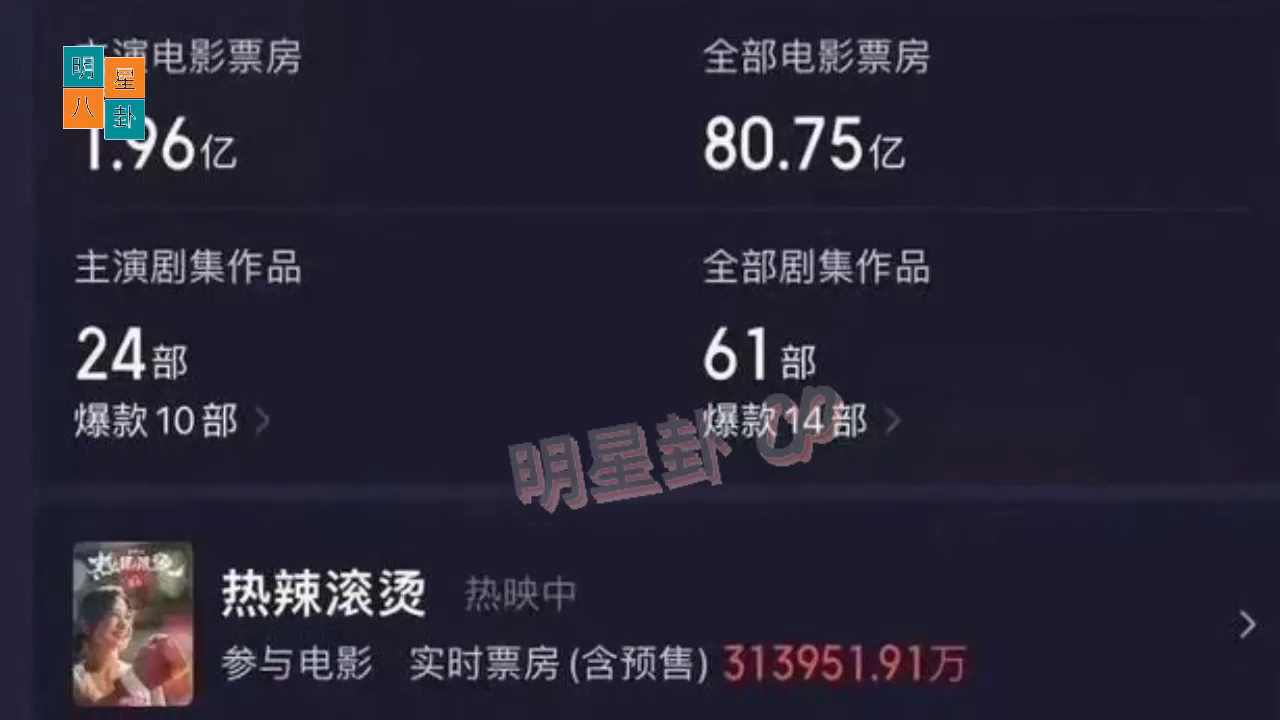 明星
八卦
主演电影票房
全部电影票房
1.96亿
80.75亿
主演剧集作品
全部剧集作品
24部
61部
爆款10部
爆款14部
明星卦
热辣滚烫
热辣滚烫 热映中
参与电影 实时票房(含预售) 313951.91万